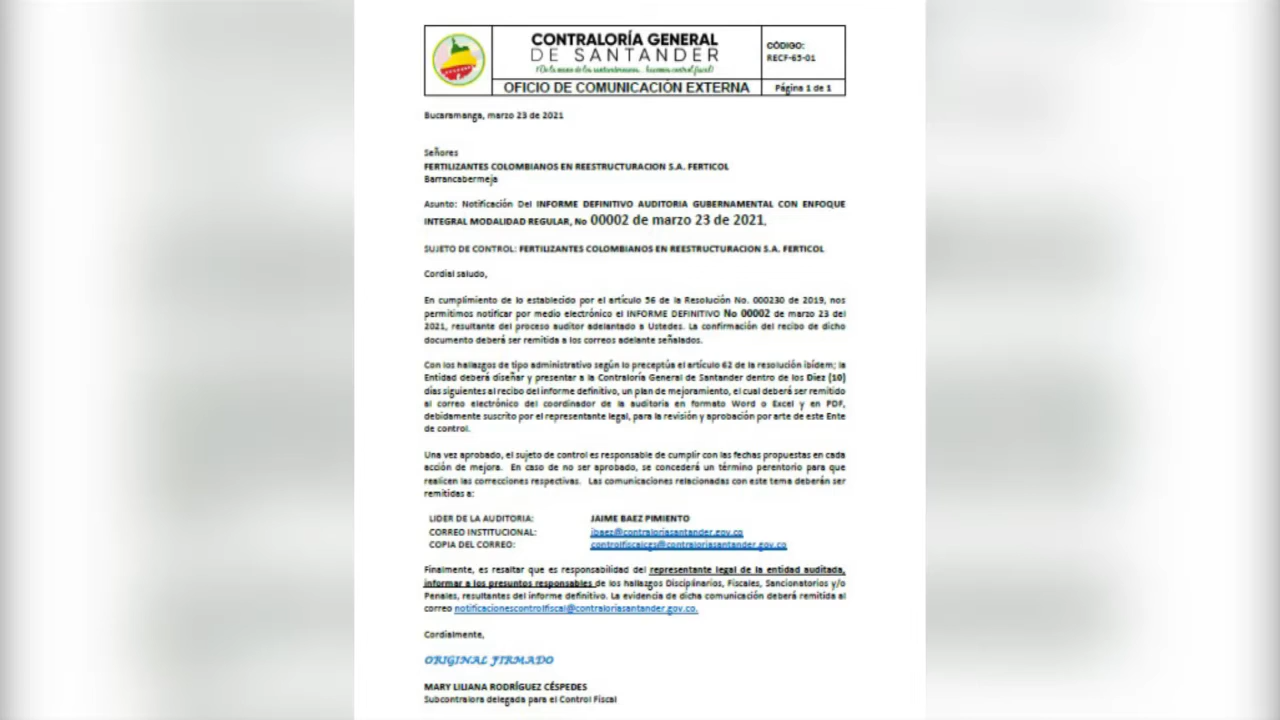 CONTRALORÍA GENERAL
DE SANTANDER
CÓDIGO:
RECF-65-01
OFICIO DE COMUNICACIÓN EXTERNA
Página 1 de 1
Bucaramanga, marzo 23 de 2021
Señores
FERTILIZANTES COLOMBIANOS EN REESTRUCTURACION S.A. FERTICOL
Barrancabermeja
Asunto: Notificación Del INFORME DEFINITIVO AUDITORIA GUBERNAMENTAL CON ENFOQUE
INTEGRAL MODALIDAD REGULAR, No 00002 de marzo 23 de 2021.
SUJETO DE CONTROL: FERTILIZANTES COLOMBIANOS EN REESTRUCTURACION S.A. FERTICOL
Cordial saludo,
En cumplimiento de lo establecido por el artículo 56 de la Resolución No. 000230 de 2019, nos
permitimos notificar por medio electrónico el INFORME DEFINITIVO No 00002 de marzo 23 del
2021, resultante del proceso auditor adelantado a Ustedes. La confirmación del recibo de dicho
documento deberá ser remitida a los correos adelante señalados.
Con los hallazgos de tipo administrativo según lo preceptúa el artículo 62 de la resolución ibídem; la
Entidad deberá diseñar y presentar a la Contraloría General de Santander dentro de los Diez (10)
días siguientes al recibo del informe definitivo, un plan de mejoramiento, el cual deberá ser remitido
al correo electrónico del coordinador de la auditoria en formato Word o Excel y en PDF,
debidamente suscrito por el representante legal, para la revisión y aprobación por arte de este Ente
de control.
Una vez aprobado, el sujeto de control es responsable de cumplir con las fechas propuestas en cada
acción de mejora. En caso de no ser aprobado, se concederá un término perentorio para que
realicen las correcciones respectivas. Las comunicaciones relacionadas con este tema deberán ser
remitidas a:
LIDER DE LA AUDITORIA: JAIME BAEZ PIMIENTO
CORREO INSTITUCIONAL: jbaez@contraloriasantander.gov.co
COPIA DEL CORREO: controlfiscalcgs@contraloriasantander.gov.co
Finalmente, es resaltar que es responsabilidad del representante legal de la entidad auditada,
informar a los presuntos responsables de los hallazgos Disciplinarios, Fiscales, Sancionatorios y/o
Penales, resultantes del informe definitivo. La evidencia de dicha comunicación deberá remitida al
correo notificacionescontrolfiscal@contraloriasantander.gov.co.
Cordialmente,
ORIGINAL FIRMADO
MARY LILIANA RODRÍGUEZ CÉSPEDES
Subcontralora delegada para el Control Fiscal